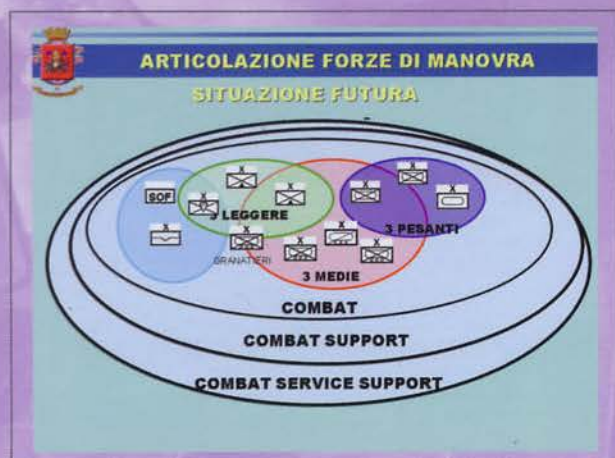 ARTICOLAZIONE FORZE DI MANOVRA
SITUAZIONE FUTURA
X
X
X
SOF
X
X
X
X
3 LEGGERE
3 PESANTI
X
X
X
X
X
GRANATIERI
3 MEDIE
COMBAT
COMBAT SUPPORT
COMBAT SERVICE SUPPORT